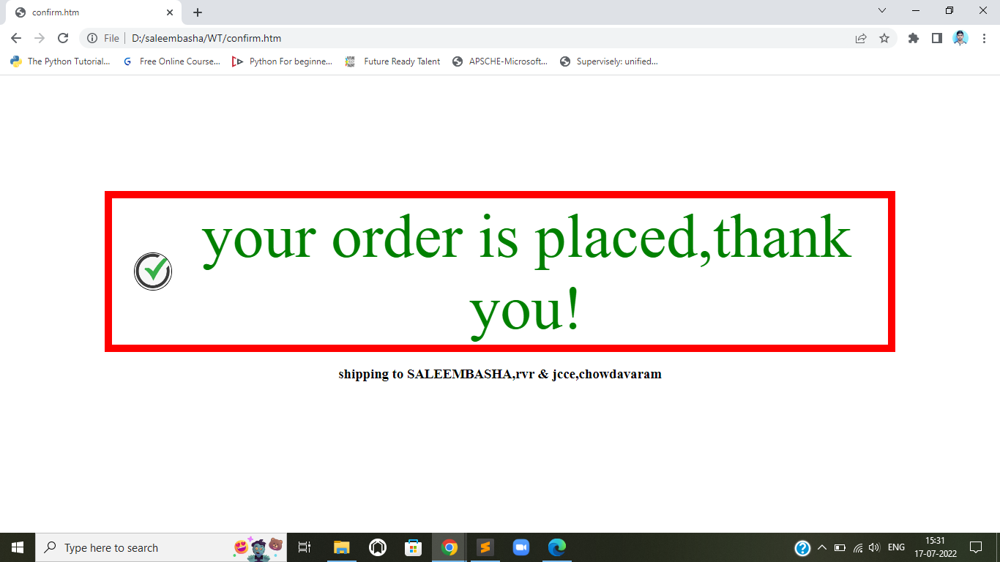 confirm.htm
File D:/saleembasha/WT/confirm.htm
The Python Tutorial... Free Online Course... Python For beginne... Future Ready Talent APSCHE-Microsoft... Supervisely: unified...
your order is placed,thank
you!
shipping to SALEEMBASHA,rvr & jcce,chowdavaram
Type here to search
ENG
15:31
17-07-2022